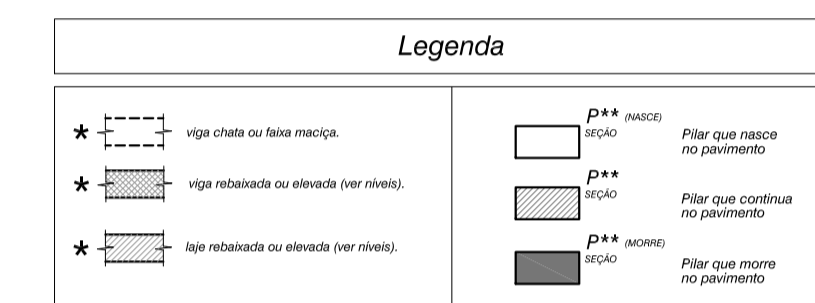 Legenda
* viga chata ou faixa maciça.
* viga rebaixada ou elevada (ver níveis).
* laje rebaixada ou elevada (ver níveis).
P** (NASCE)
SEÇÃO
Pilar que nasce
no pavimento
P**
SEÇÃO
Pilar que continua
no pavimento
P** (MORRE)
SEÇÃO
Pilar que morre
no pavimento